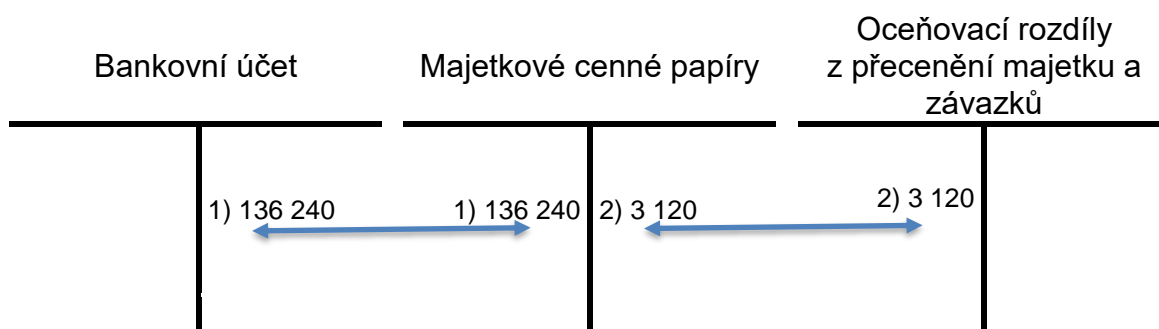 Bankovní účet
Majetkové cenné papíry
Oceňovací rozdíly
z přecenění majetku a
závazků
1) 136 240
1) 136 240
2) 3 120
2) 3 120